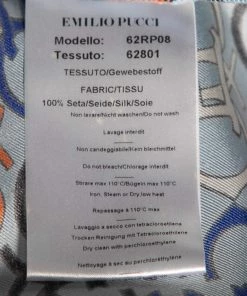 EMILIO PUCCI
Modello: 62RP08
Tessuto: 62801
TESSUTO/Gewebestoff
FABRIC/TISSU
100% Seta/Seide/Silk/Soie
Non lavare/Nicht waschen/Do not wash
Lavage interdit
Non candeggiabile/Kein bleichmittel
Do not bleach/Chlorage interdit
Stirare max 110°C/Bügeln max 110°C
Iron, Steam or Dry, low heat
Repassage à 110°C max
Lavaggio a secco con tetracloroetilene
Trocken Reinigung mit Tetrachloroethylene
Dry clean with perchloroethylene
Nettoyage à sec au perchloroethylene